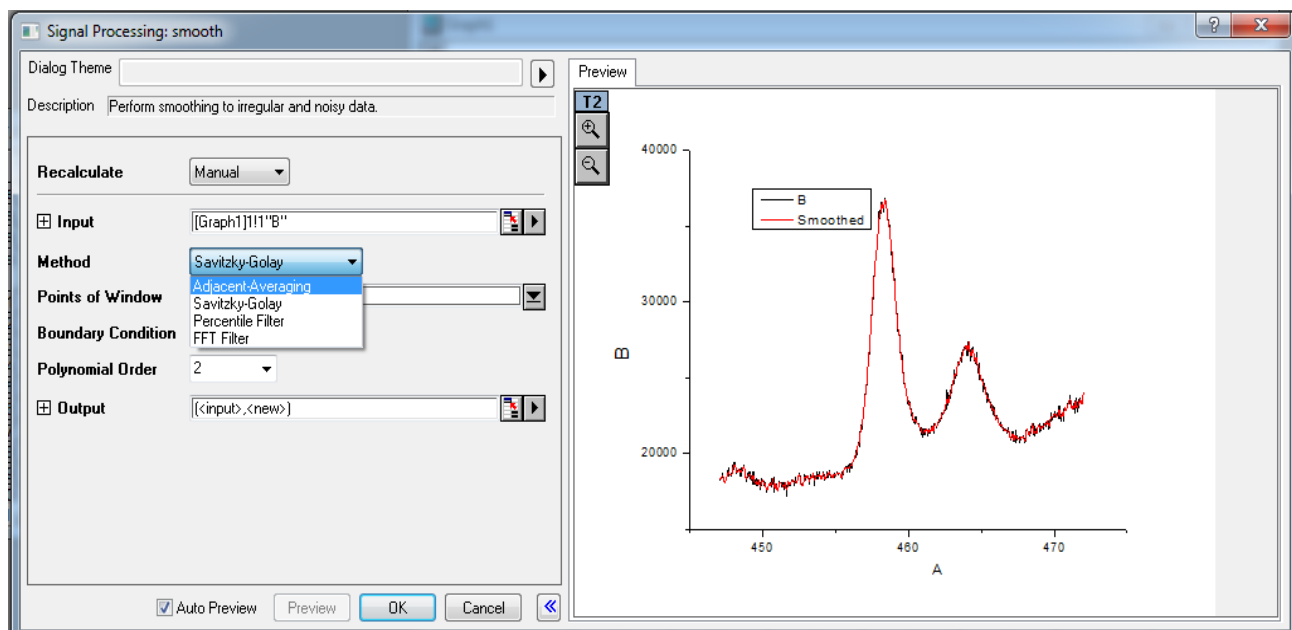 Signal Processing: smooth
Dialog Theme
Description Perform smoothing to irregular and noisy data.
Recalculate Manual
Input [Graph1]1!1"B"
Method Savitzky-Golay
Adjacent-Averaging
Points of Window
Savitzky-Golay
Percentile Filter
Boundary Condition
FFT Filter
Polynomial Order 2
Output (<input>,<new>)
Auto Preview Preview OK Cancel
Preview
T2
40000
B
Smoothed
30000
B
20000
450 460 470
A